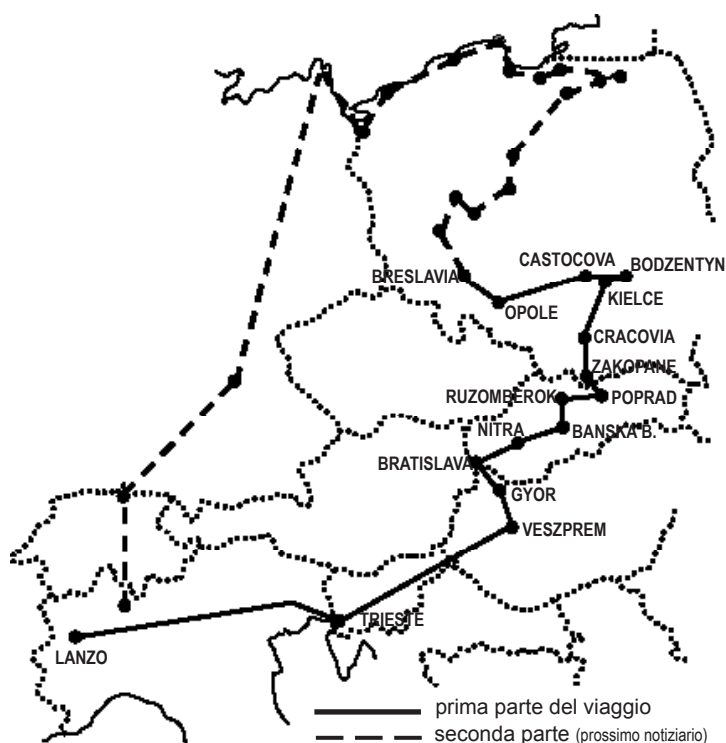 CASTOCOVA
BODZENTYN
BRESLAVIA
KIELCE
OPOLE
CRACOVIA
ZAKOPANE
RUZOMBEROK
POPRAD
NITRA
BANSKA B.
BRATISLAVA
GYOR
VESZPREM
TRIESTE
LANZO
prima parte del viaggio
seconda parte (prossimo notiziario)